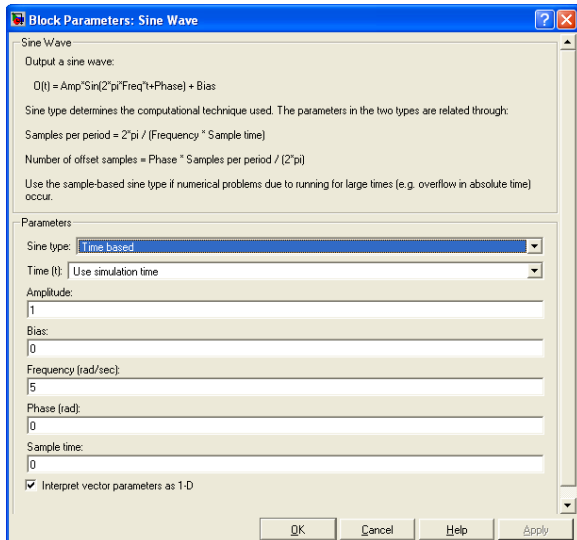 Block Parameters: Sine Wave
Sine Wave
Output a sine wave:
O(t) = Amp*Sin(2*pi*Freq*t+Phase) + Bias
Sine type determines the computational technique used. The parameters in the two types are related through:
Samples per period = 2*pi / (Frequency * Sample time)
Number of offset samples = Phase * Samples per period / (2*pi)
Use the sample-based sine type if numerical problems due to running for large times (e.g. overflow in absolute time)
occur.
Parameters
Sine type: Time based
Time (t): Use simulation time
Amplitude:
1
Bias:
0
Frequency (rad/sec):
5
Phase (rad):
0
Sample time:
0
Interpret vector parameters as 1-D
OK Cancel Help Apply